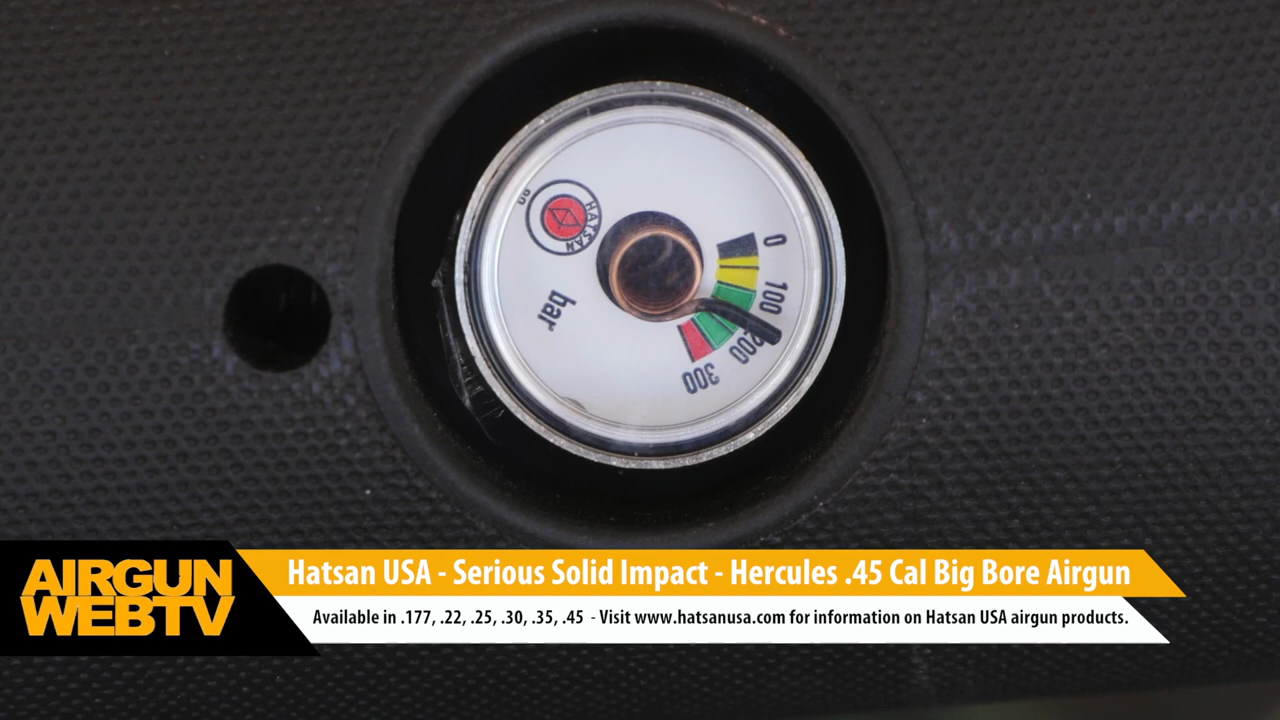 HATSAN
bar
0
100
200
300
AIRGUN
WEBTV
Hatsan USA - Serious Solid Impact - Hercules .45 Cal Big Bore Airgun
Available in .177, .22, .25, .30, .35, .45 - Visit www.hatsanusa.com for information on Hatsan USA airgun products.